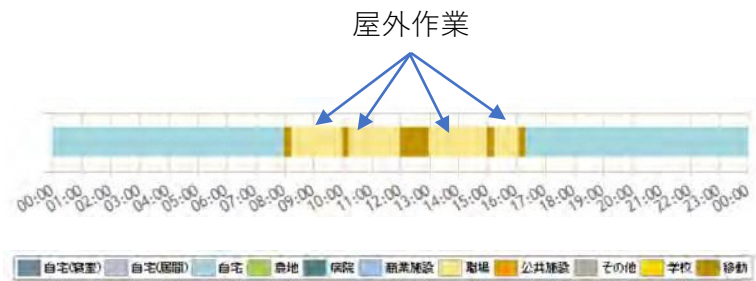 屋外作業
00:00 01:00 02:00 03:00 04:00 05:00 06:00 07:00 08:00 09:00 10:00 11:00 12:00 13:00 14:00 15:00 16:00 17:00 18:00 19:00 20:00 21:00 22:00 23:00 00:00
自宅(寝室) 自宅(居間) 自宅 農地 病院 商業施設 職場 公共施設 その他 学校 移動